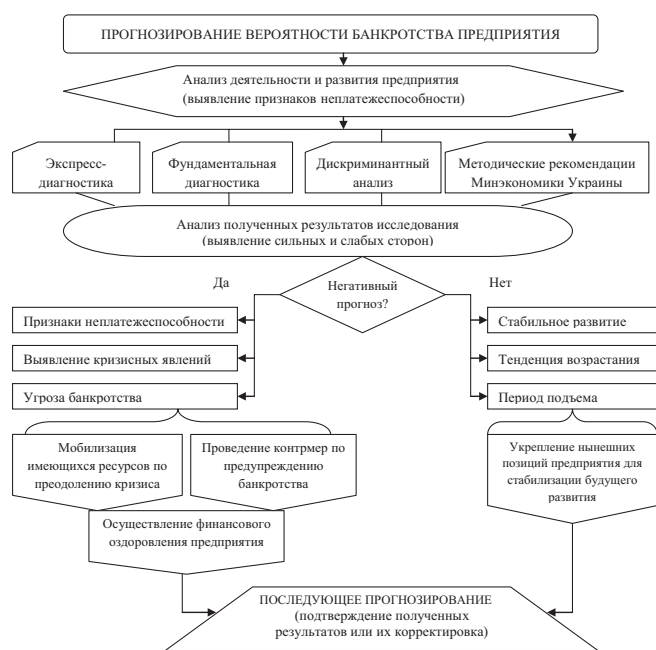 ПРОГНОЗИРОВАНИЕ ВЕРОЯТНОСТИ БАНКРОТСТВА ПРЕДПРИЯТИЯ
Анализ деятельности и развития предприятия
(выявление признаков неплатежеспособности)
Экспресс-
диагностика
Фундаментальная
диагностика
Дискриминантный
анализ
Методические рекомендации
Минэкономики Украины
Анализ полученных результатов исследования
(выявление сильных и слабых сторон)
Да
Негативный
прогноз?
Нет
Признаки неплатежеспособности
Выявление кризисных явлений
Угроза банкротства
Стабильное развитие
Тенденция возрастания
Период подъема
Мобилизация
имеющихся ресурсов по
преодолению кризиса
Проведение контрмер по
предупреждению
банкротства
Укрепление нынешних
позиций предприятия для
стабилизации будущего
развития
Осуществление финансового
оздоровления предприятия
ПОСЛЕДУЮЩЕЕ ПРОГНОЗИРОВАНИЕ
(подтверждение полученных
результатов или их корректировка)